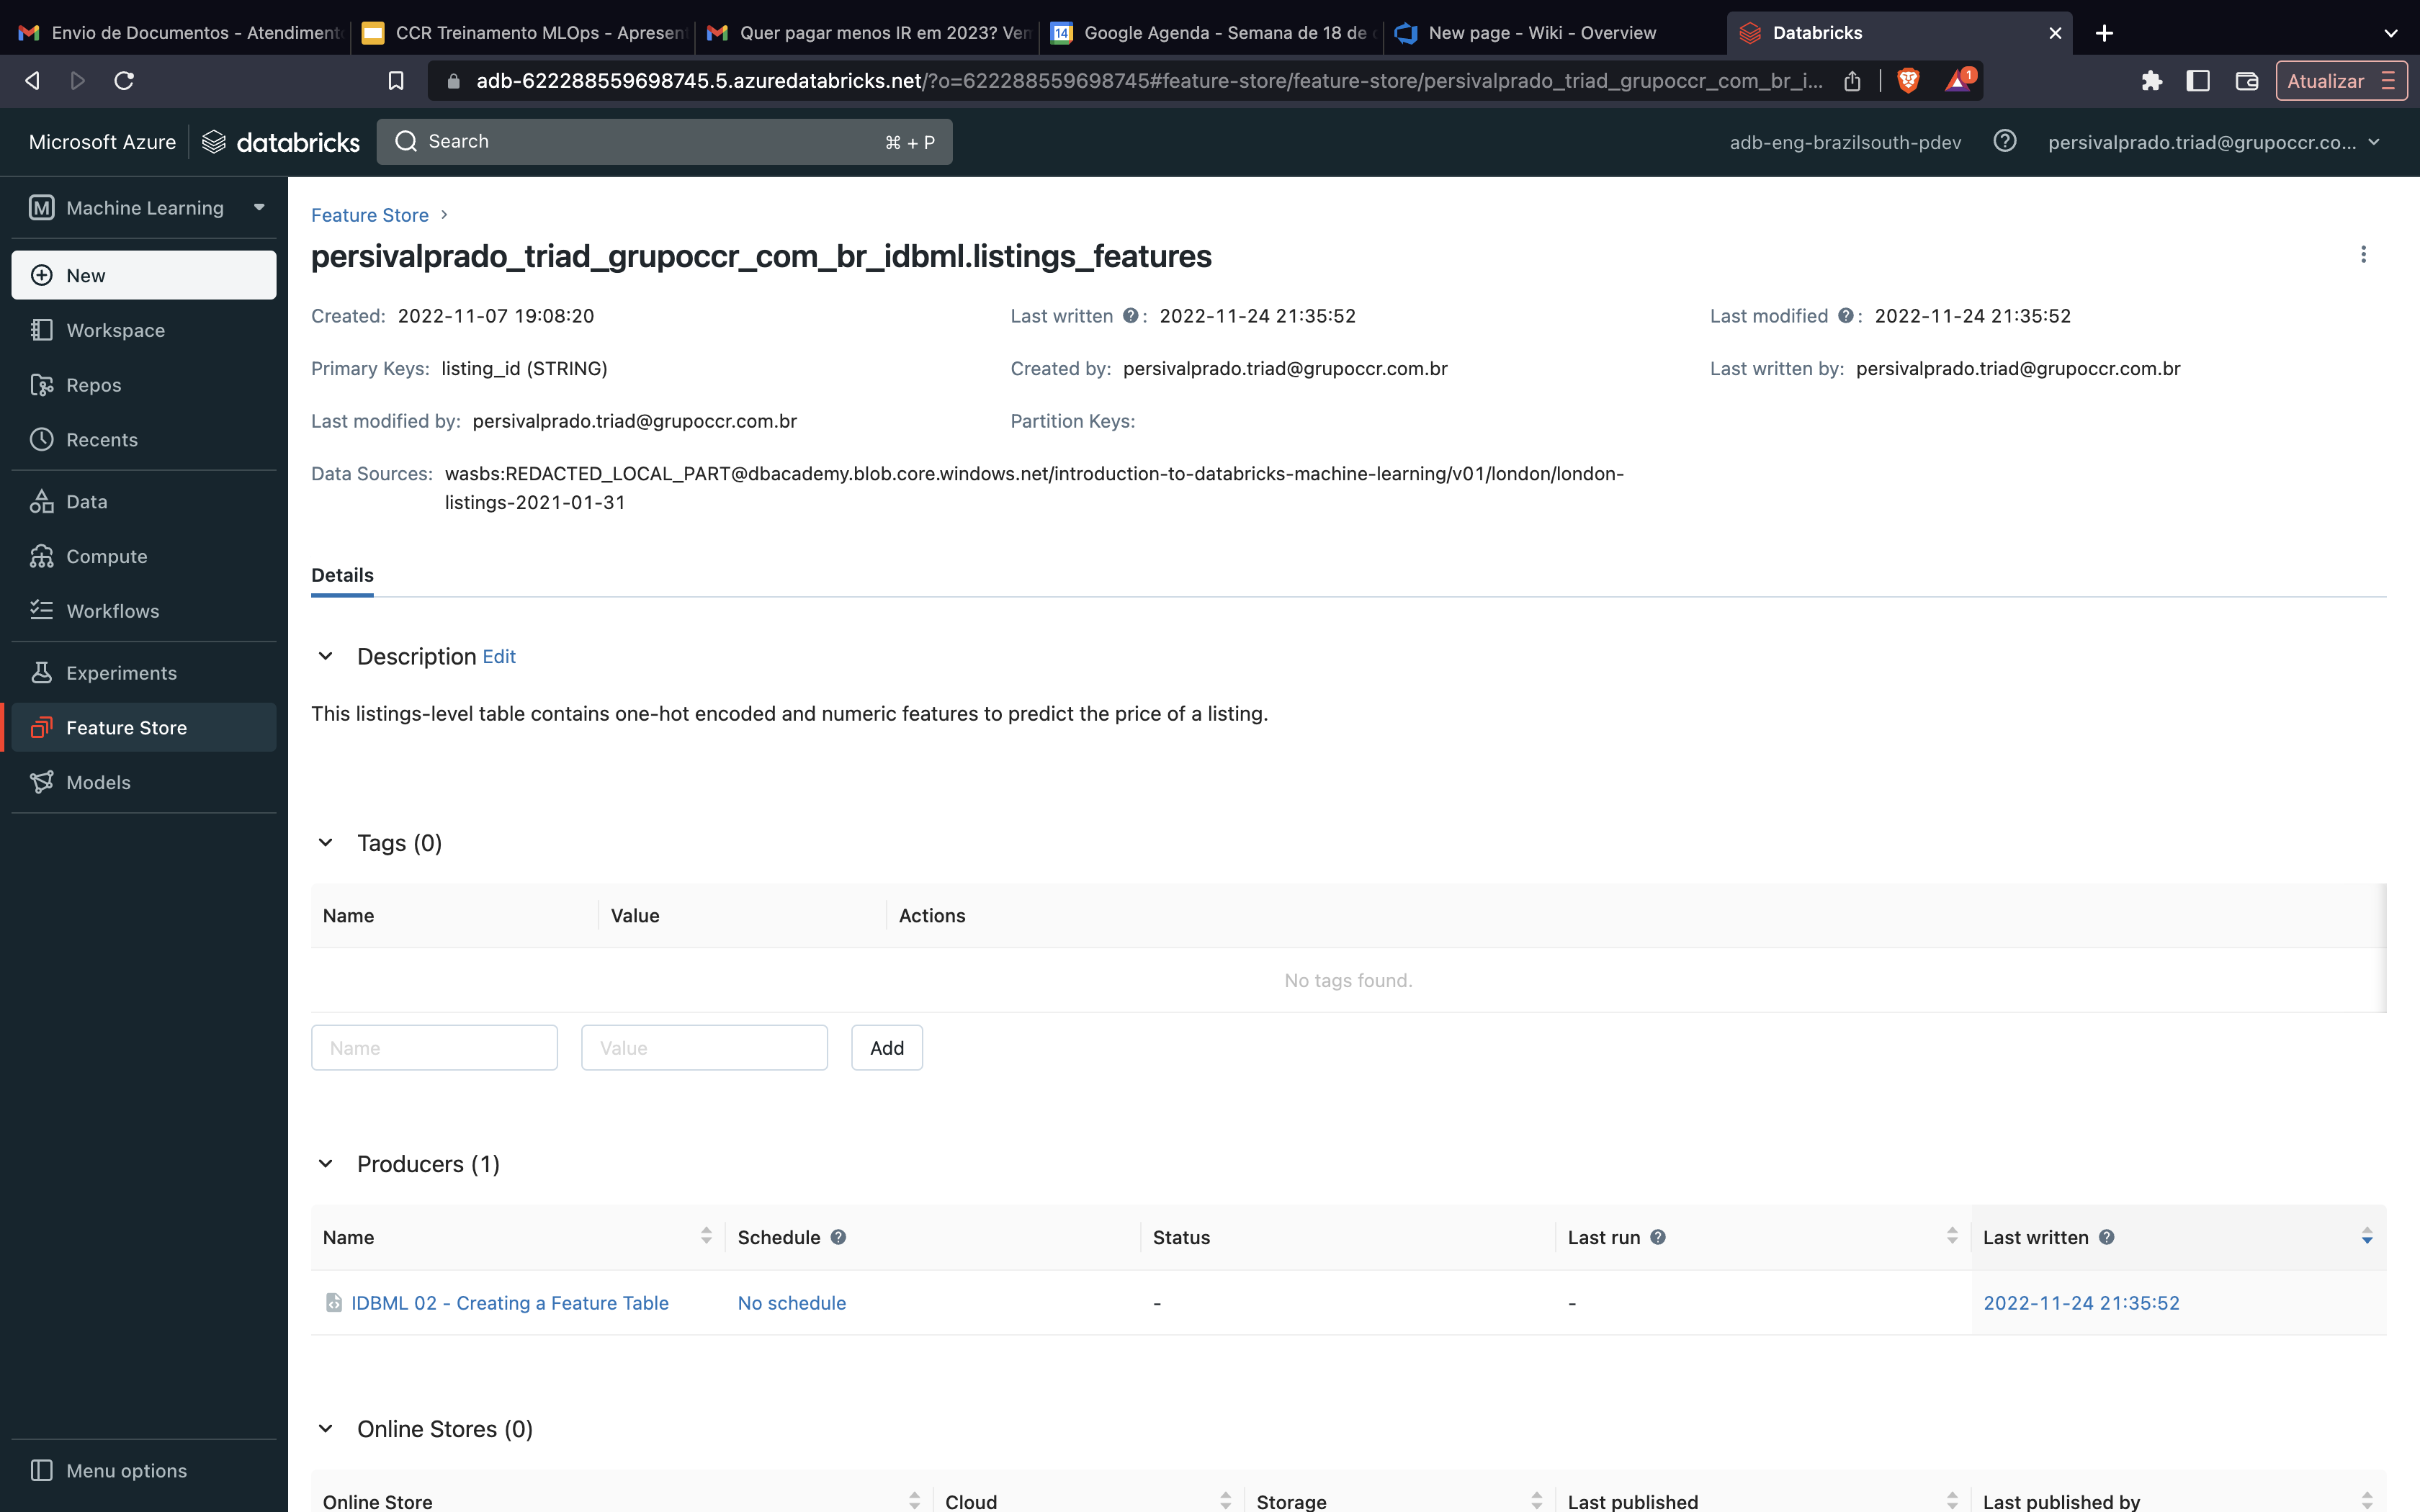 Envio de Documentos - Atendiment
CCR Treinamento MLOps - Apresen
Quer pagar menos IR em 2023? Ven
14
Google Agenda - Semana de 18 de
New page - Wiki - Overview
Databricks
adb-622288559698745.5.azuredatabricks.net/?o=622288559698745#feature-store/feature-store/persivalprado_triad_grupoccr_com_br_i...
1
Atualizar
Microsoft Azure
databricks
Search
⌘ + P
adb-eng-brazilsouth-pdev
persivalprado.triad@grupoccr.co...
M
Machine Learning
New
Workspace
Repos
Recents
Data
Compute
Workflows
Experiments
Feature Store
Models
Menu options
Feature Store >
persivalprado_triad_grupoccr_com_br_idbml.listings_features
Created: 2022-11-07 19:08:20
Last written ? : 2022-11-24 21:35:52
Last modified ? : 2022-11-24 21:35:52
Primary Keys: listing_id (STRING)
Created by: persivalprado.triad@grupoccr.com.br
Last written by: persivalprado.triad@grupoccr.com.br
Last modified by: persivalprado.triad@grupoccr.com.br
Partition Keys:
Data Sources: wasbs:REDACTED_LOCAL_PART@dbacademy.blob.core.windows.net/introduction-to-databricks-machine-learning/v01/london/london-
listings-2021-01-31
Details
Description Edit
This listings-level table contains one-hot encoded and numeric features to predict the price of a listing.
Tags (0)
Name Value Actions
No tags found.
Name Value Add
Producers (1)
Name Schedule ? Status Last run ? Last written ?
IDBML 02 - Creating a Feature Table No schedule - - 2022-11-24 21:35:52
Online Stores (0)
Online Store Cloud Storage Last published Last published by